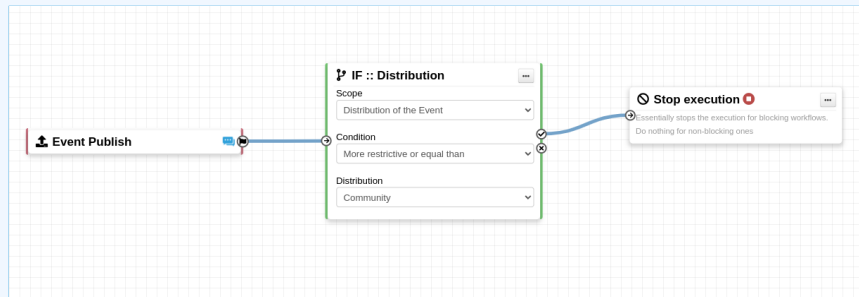 IF :: Distribution
Scope
Distribution of the Event
Condition
More restrictive or equal than
Distribution
Community
Event Publish
Stop execution
Essentially stops the execution for blocking workflows.
Do nothing for non-blocking ones